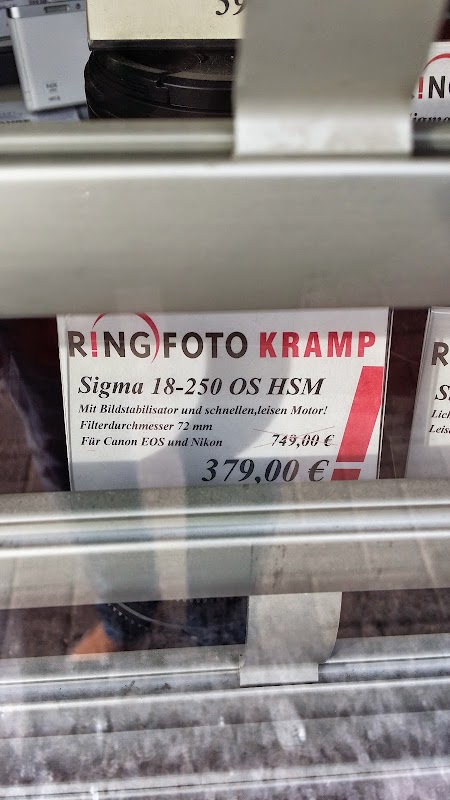 R!NGFOTO KRAMP
Sigma 18-250 OS HSM
Mit Bildstabilisator und schnellen,leisen Motor!
Filterdurchmesser 72 mm
Für Canon EOS und Nikon
749,00 €
379,00 €